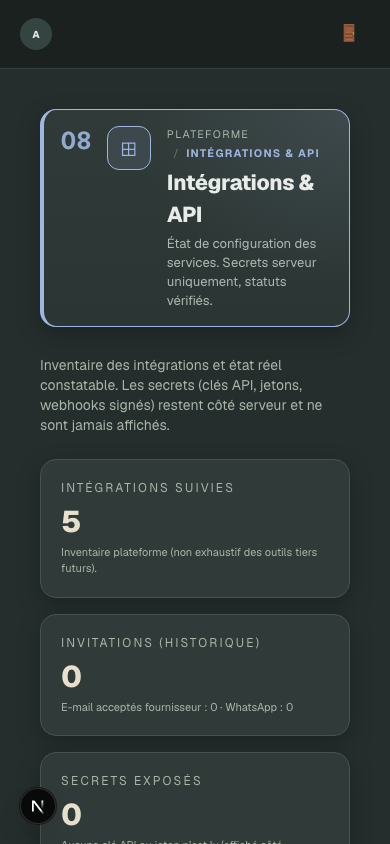 A
08
PLATEFORME
/ INTÉGRATIONS & API
Intégrations &
API
État de configuration des
services. Secrets serveur
uniquement, statuts
vérifiés.
Inventaire des intégrations et état réel
constatable. Les secrets (clés API, jetons,
webhooks signés) restent côté serveur et ne
sont jamais affichés.
INTÉGRATIONS SUIVIES
5
Inventaire plateforme (non exhaustif des outils tiers
futurs).
INVITATIONS (HISTORIQUE)
0
E-mail acceptés fournisseur : 0 · WhatsApp : 0
SECRETS EXPOSÉS
0
N